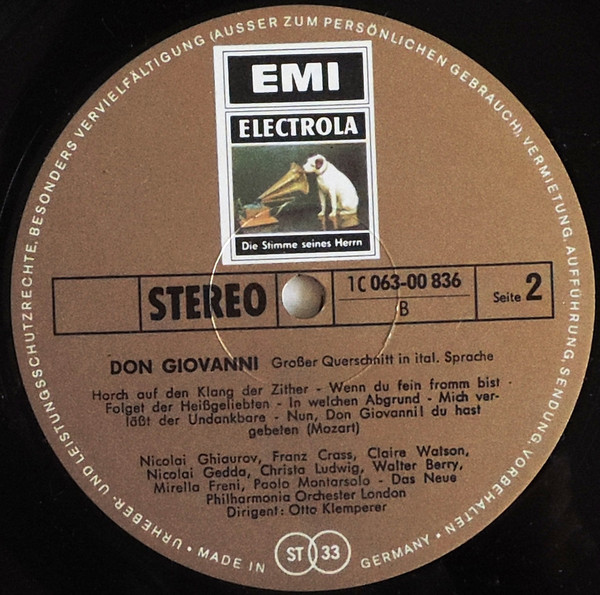 URHEBER- UND LEISTUNGSSCHUTZRECHTE, BESONDERS VERVIELFÄLTIGUNG (AUSSER ZUM PERSÖNLICHEN GEBRAUCH), VERMIETUNG, AUFFÜHRUNG, SENDUNG, VORBEHALTEN
EMI
ELECTROLA
Die Stimme seines Herrn
STEREO
1C 063-00 836
B
Seite 2
DON GIOVANNI Großer Querschnitt in ital. Sprache
Horch auf den Klang der Zither - Wenn du fein fromm bist -
Folget der Heißgeliebten - In welchen Abgrund - Mich ver-
läßt der Undankbare - Nun, Don Giovanni! du hast
gebeten (Mozart)
Nicolai Ghiaurov, Franz Crass, Claire Watson,
Nicolai Gedda, Christa Ludwig, Walter Berry,
Mirella Freni, Paolo Montarsolo - Das Neue
Philharmonia Orchester London
Dirigent: Otto Klemperer
• MADE IN GERMANY •
ST 33